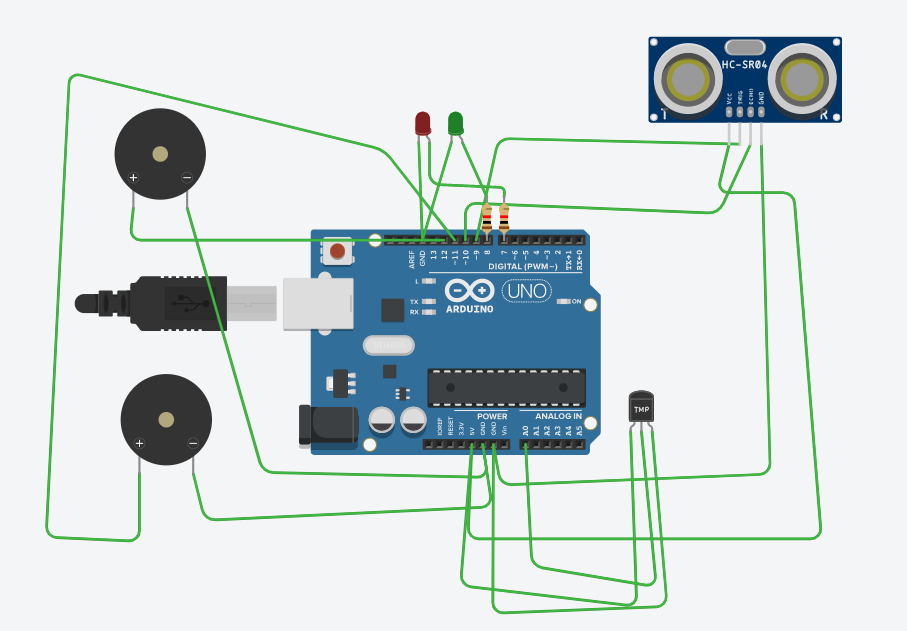 HC-SR04
VCC
TRIG
ECHO
GND
T
R
+
−
AREF
GND
13
12
~11
~10
~9
8
7
~6
~5
4
~3
2
TX→1
RX←0
DIGITAL (PWM~)
L
TX
RX
ARDUINO
UNO
ON
TMP
POWER
ANALOG IN
IOREF
RESET
3.3V
5V
GND
GND
Vin
A0
A1
A2
A3
A4
A5
+
−